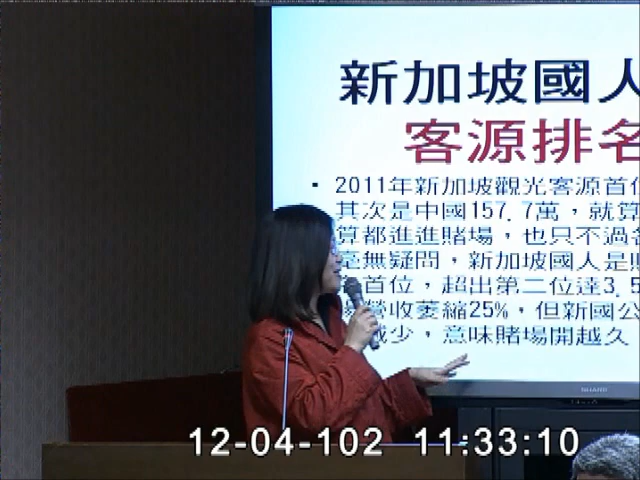 新加坡國人
客源排名
▪ 2011年新加坡觀光客源首位
其次是中國157.7萬，就算
算都進進賭場，也只不過
毫無疑問，新加坡國人是
首位，超出第二位達3.5
營收萎縮25%，但新國公
減少，意味賭場開越久
12-04-102 11:33:10